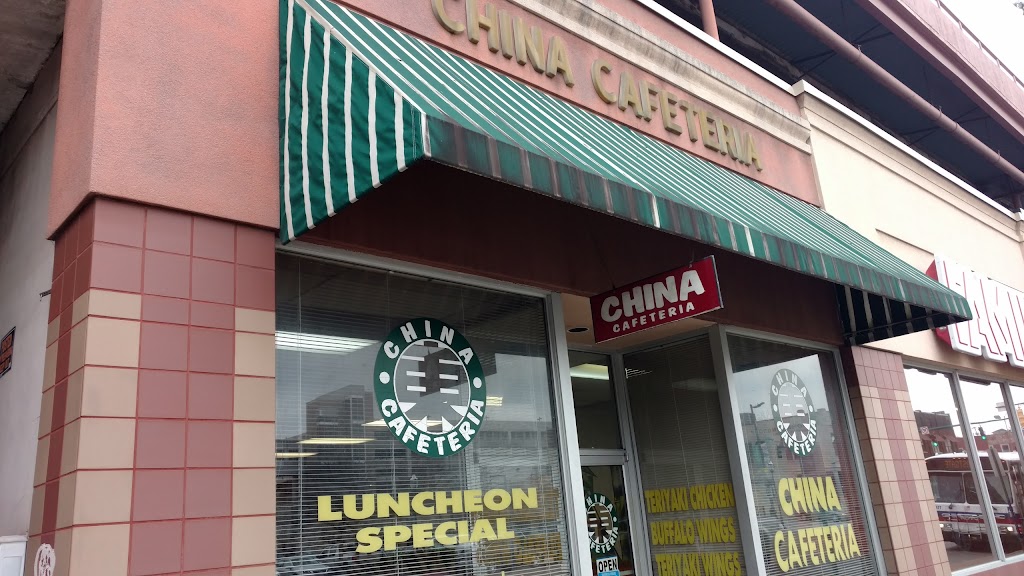 CHINA CAFETERIA
CHINA
CAFETERIA
CHINA
CAFETERIA
LUNCHEON
SPECIAL
CHINA
CAFETERIA
OPEN
TERIYAKI CHICKEN
BUFFALO WINGS
TERIYAKI WINGS
CHINA
CAFETERIA
CHINA
CAFETERIA